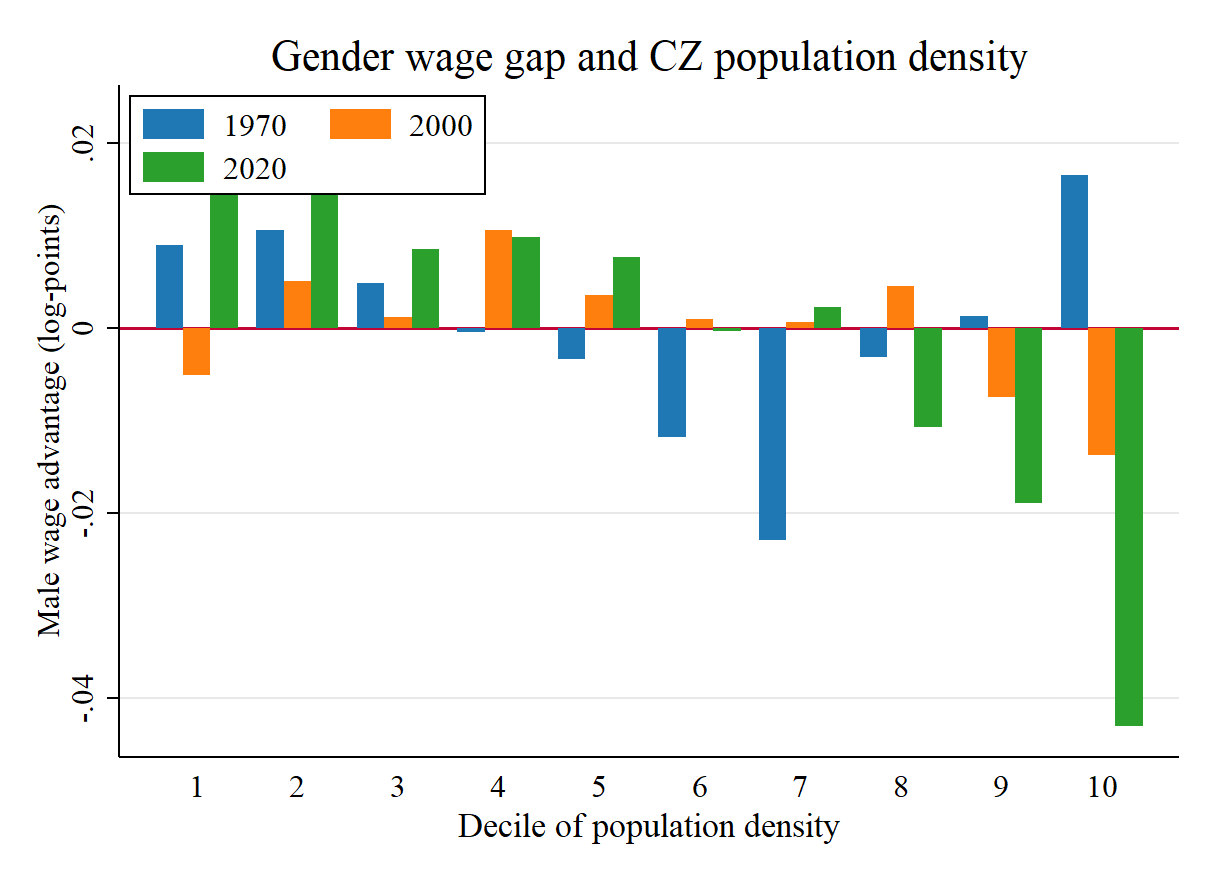 Gender wage gap and CZ population density
1970 2000
2020
Male wage advantage (log-points)
.02
0
-.02
-.04
1 2 3 4 5 6 7 8 9 10
Decile of population density